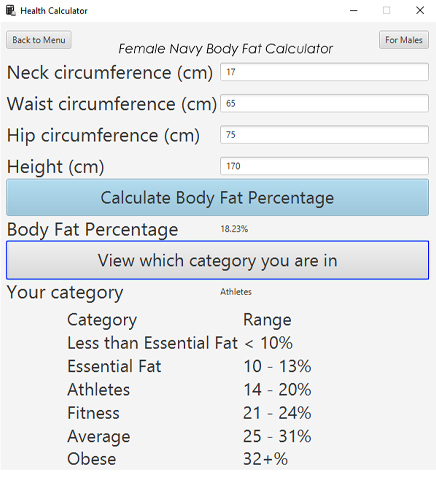 Health Calculator
Back to Menu
Female Navy Body Fat Calculator
For Males
Neck circumference (cm) 17
Waist circumference (cm) 65
Hip circumference (cm) 75
Height (cm) 170
Calculate Body Fat Percentage
Body Fat Percentage 18.23%
View which category you are in
Your category Athletes
Category Range
Less than Essential Fat < 10%
Essential Fat 10 - 13%
Athletes 14 - 20%
Fitness 21 - 24%
Average 25 - 31%
Obese 32+%